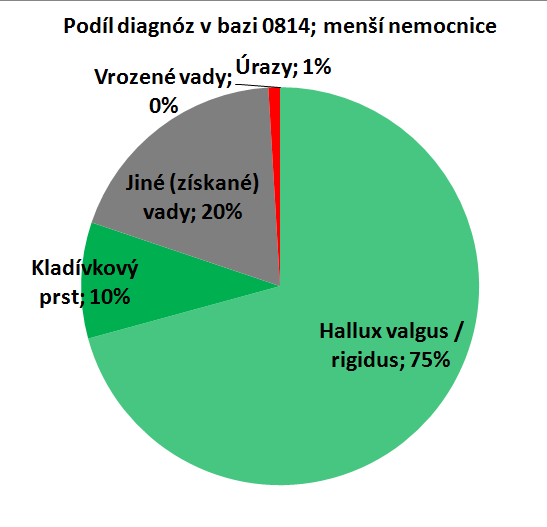 Podíl diagnóz v bazi 0814; menší nemocnice
Úrazy; 1%
Vrozené vady;
0%
Jiné (získané)
vady; 20%
Kladívkový
prst; 10%
Hallux valgus /
rigidus; 75%